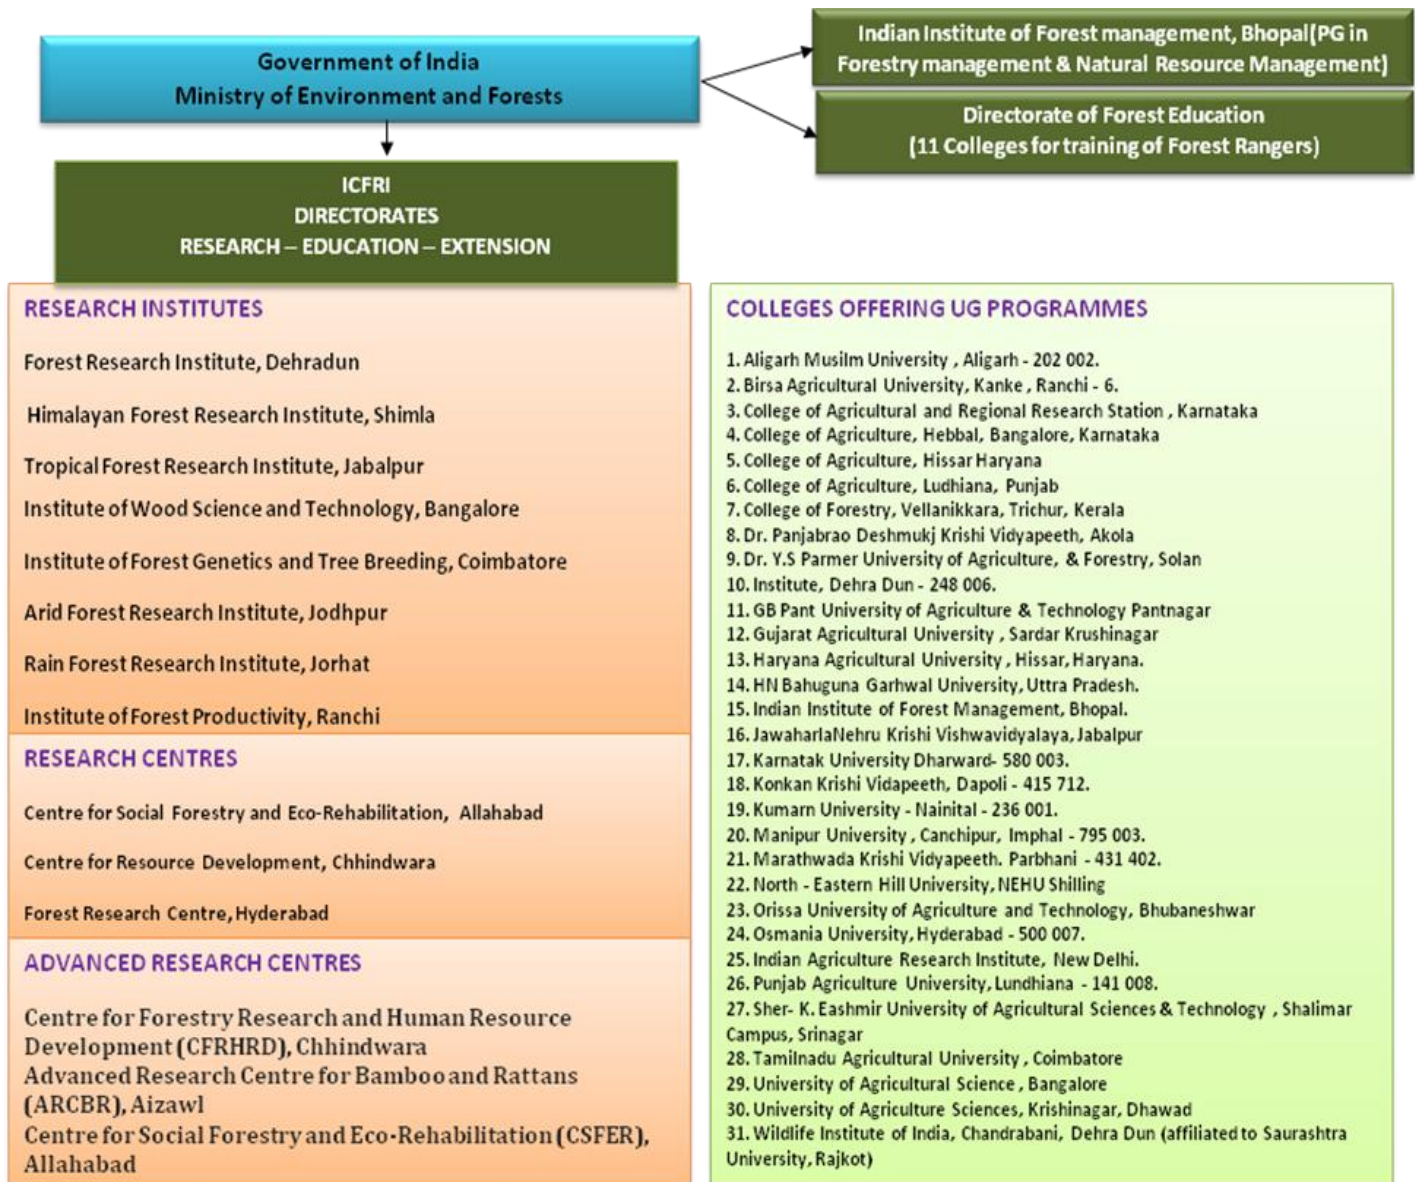 Government of India
Ministry of Environment and Forests
Indian Institute of Forest management, Bhopal(PG in
Forestry management & Natural Resource Management)
Directorate of Forest Education
(11 Colleges for training of Forest Rangers)
ICFRI
DIRECTORATES
RESEARCH – EDUCATION – EXTENSION
RESEARCH INSTITUTES
Forest Research Institute, Dehradun
Himalayan Forest Research Institute, Shimla
Tropical Forest Research Institute, Jabalpur
Institute of Wood Science and Technology, Bangalore
Institute of Forest Genetics and Tree Breeding, Coimbatore
Arid Forest Research Institute, Jodhpur
Rain Forest Research Institute, Jorhat
Institute of Forest Productivity, Ranchi
RESEARCH CENTRES
Centre for Social Forestry and Eco-Rehabilitation, Allahabad
Centre for Resource Development, Chhindwara
Forest Research Centre, Hyderabad
ADVANCED RESEARCH CENTRES
Centre for Forestry Research and Human Resource
Development (CFRHRD), Chhindwara
Advanced Research Centre for Bamboo and Rattans
(ARCBR), Aizawl
Centre for Social Forestry and Eco-Rehabilitation (CSFER),
Allahabad
COLLEGES OFFERING UG PROGRAMMES
1. Aligarh Musilm University , Aligarh - 202 002.
2. Birsa Agricultural University, Kanke , Ranchi - 6.
3. College of Agricultural and Regional Research Station , Karnataka
4. College of Agriculture, Hebbal, Bangalore, Karnataka
5. College of Agriculture, Hissar Haryana
6. College of Agriculture, Ludhiana, Punjab
7. College of Forestry, Vellanikkara, Trichur, Kerala
8. Dr. Panjabrao Deshmukj Krishi Vidyapeeth, Akola
9. Dr. Y.S Parmer University of Agriculture, & Forestry, Solan
10. Institute, Dehra Dun - 248 006.
11. GB Pant University of Agriculture & Technology Pantnagar
12. Gujarat Agricultural University , Sardar Krushinagar
13. Haryana Agricultural University , Hissar, Haryana.
14. HN Bahuguna Garhwal University, Uttra Pradesh.
15. Indian Institute of Forest Management, Bhopal.
16. JawaharlaNehru Krishi Vishwavidyalaya, Jabalpur
17. Karnatak University Dharward- 580 003.
18. Konkan Krishi Vidapeeth, Dapoli - 415 712.
19. Kumarn University - Nainital - 236 001.
20. Manipur University , Canchipur, Imphal - 795 003.
21. Marathwada Krishi Vidyapeeth. Parbhani - 431 402.
22. North - Eastern Hill University, NEHU Shilling
23. Orissa University of Agriculture and Technology, Bhubaneshwar
24. Osmania University, Hyderabad - 500 007.
25. Indian Agriculture Research Institute, New Delhi.
26. Punjab Agriculture University, Lundhiana - 141 008.
27. Sher- K. Eashmir University of Agricultural Sciences & Technology , Shalimar
Campus, Srinagar
28. Tamilnadu Agricultural University , Coimbatore
29. University of Agricultural Science , Bangalore
30. University of Agriculture Sciences, Krishinagar, Dhawad
31. Wildlife Institute of India, Chandrabani, Dehra Dun (affiliated to Saurashtra
University, Rajkot)